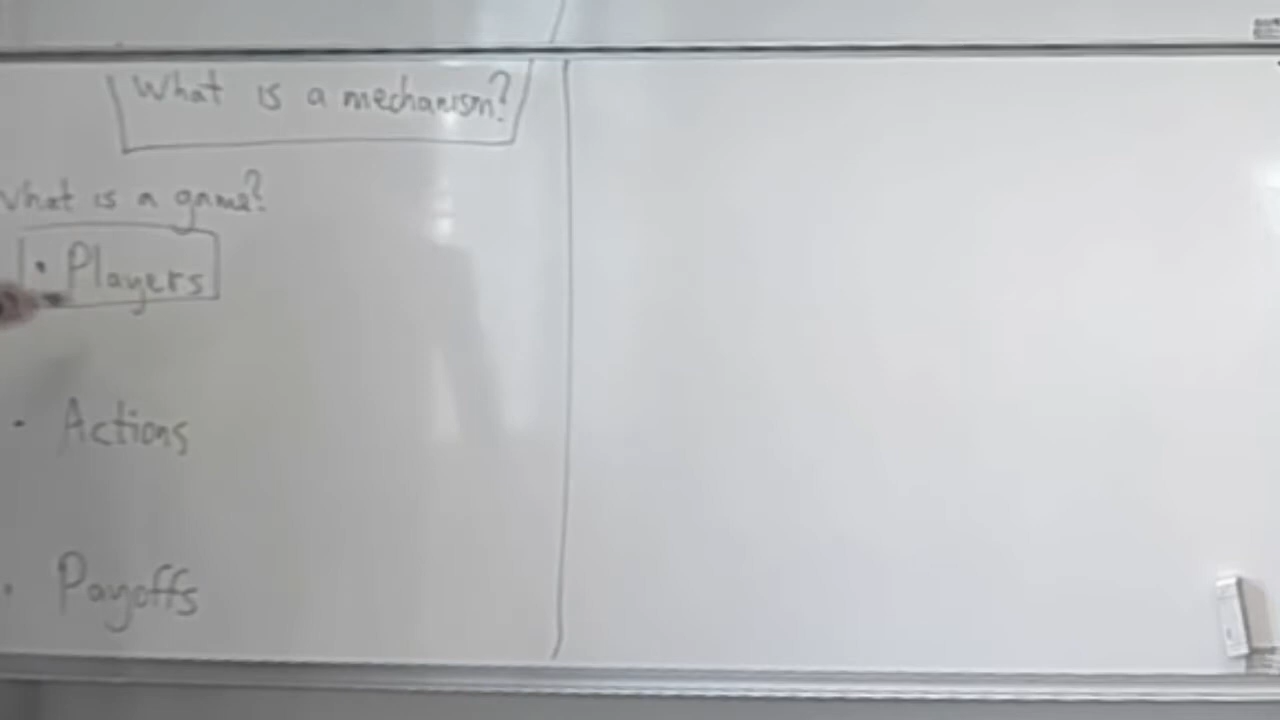 What is a mechanism?
What is a game?
• Players
• Actions
• Payoffs